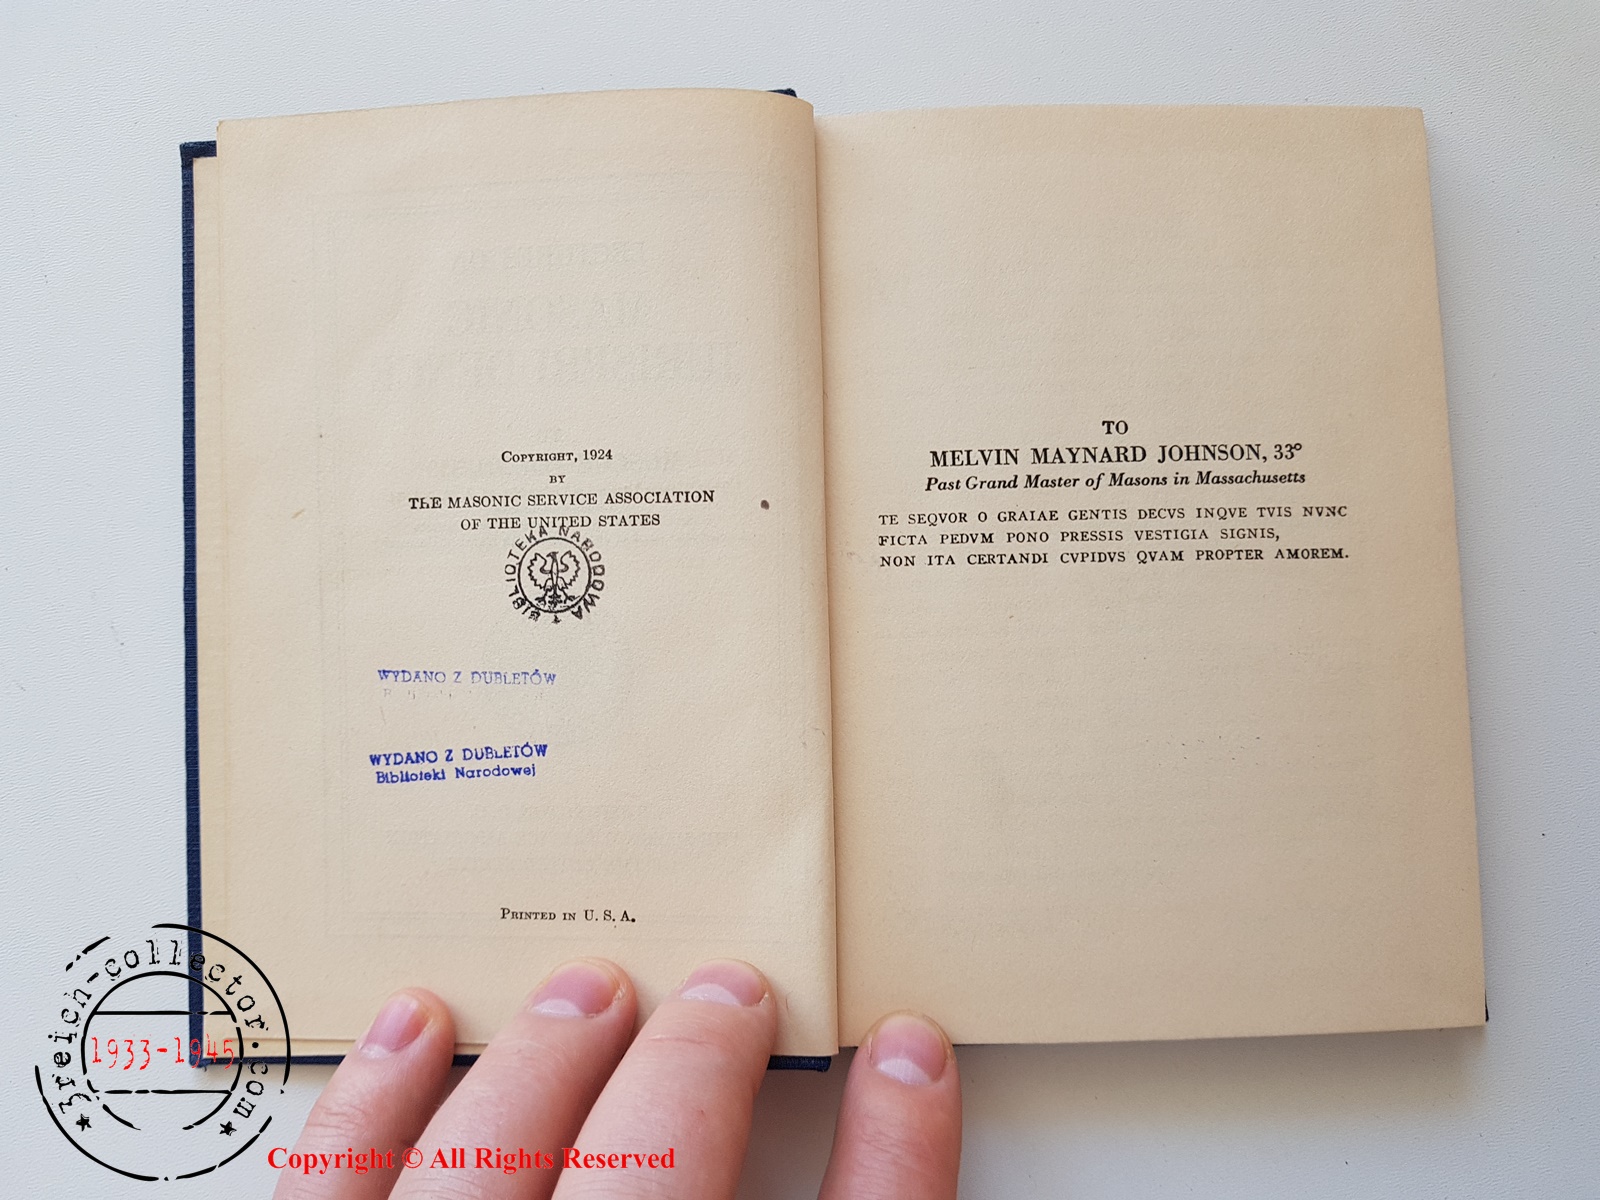 COPYRIGHT, 1924
BY
THE MASONIC SERVICE ASSOCIATION
OF THE UNITED STATES
BIBLIOTEKA NARODOWA
WYDANO Z DUBLETÓW
WYDANO Z DUBLETÓW
Biblioteki Narodowej
PRINTED IN U. S. A.
TO
MELVIN MAYNARD JOHNSON, 33°
Past Grand Master of Masons in Massachusetts
TE SEQVOR O GRAIAE GENTIS DECVS INQVE TVIS NVNC
FICTA PEDVM PONO PRESSIS VESTIGIA SIGNIS,
NON ITA CERTANDI CVPIDVS QVAM PROPTER AMOREM.
3reich-collector.com
1933-1945
Copyright © All Rights Reserved